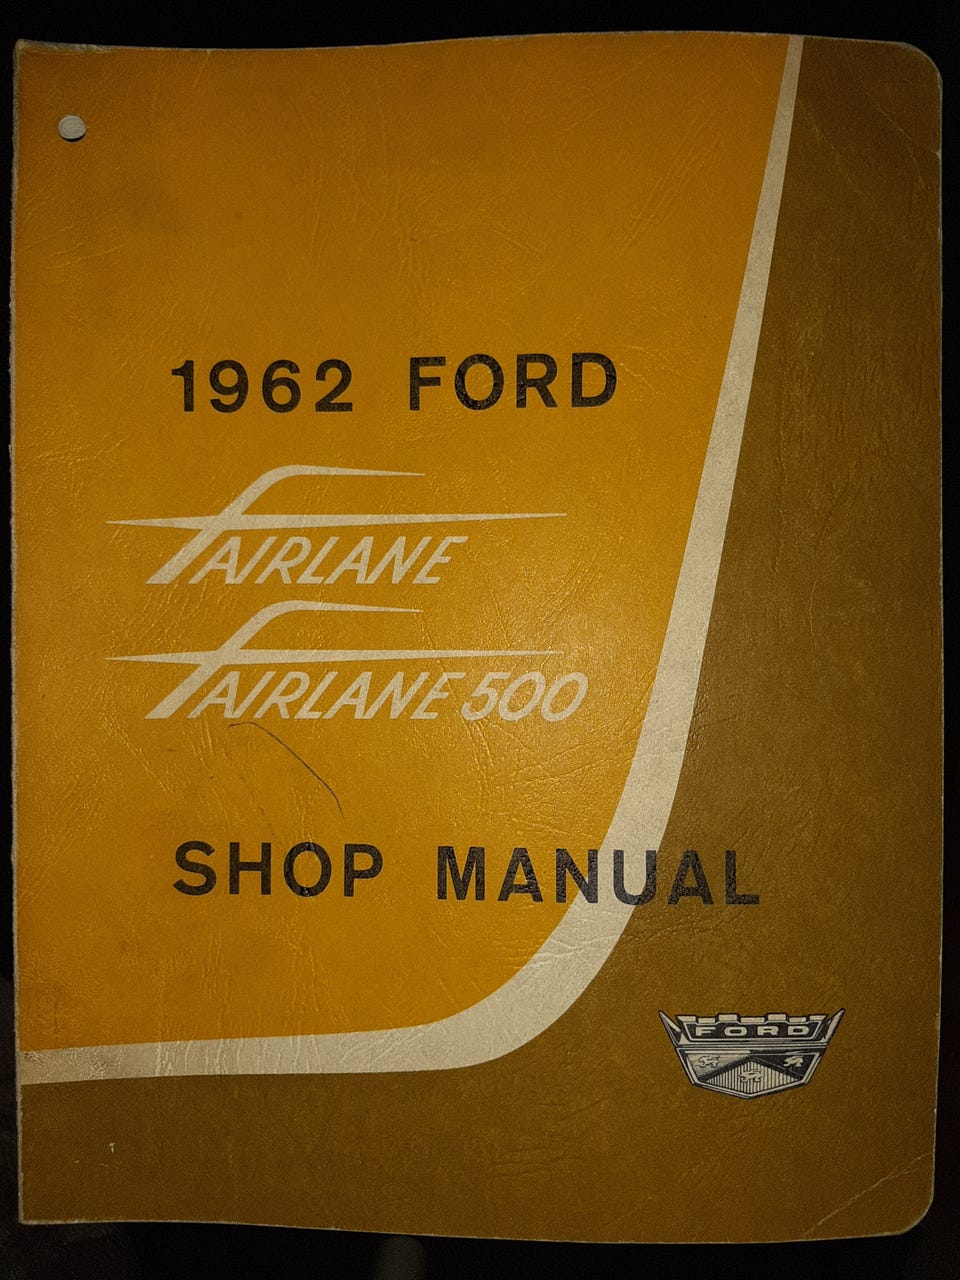 1962 FORD
FAIRLANE
FAIRLANE 500
SHOP MANUAL
FORD